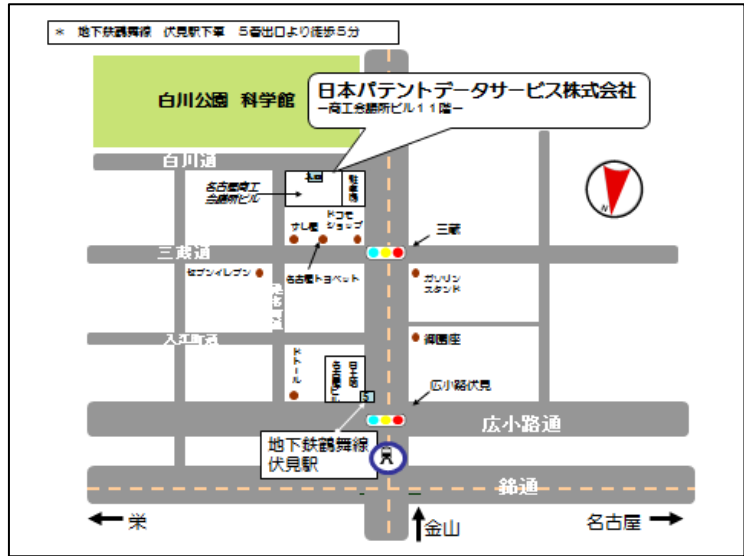 * 地下鉄鶴舞線 伏見駅下車 5番出口より徒歩5分
白川公園 科学館
日本パテントデータサービス株式会社
ー商工会議所ビル11階ー
白川通
入口
駐車場
名古屋商工
会議所ビル
N
すし屋
ドコモ
ショップ
三蔵
三蔵通
セブンイレブン
名古屋トヨペット
ガソリン
スタンド
入江町通
御園座
ドトール
5
広小路伏見
広小路通
地下鉄鶴舞線
伏見駅
錦通
栄
金山
名古屋